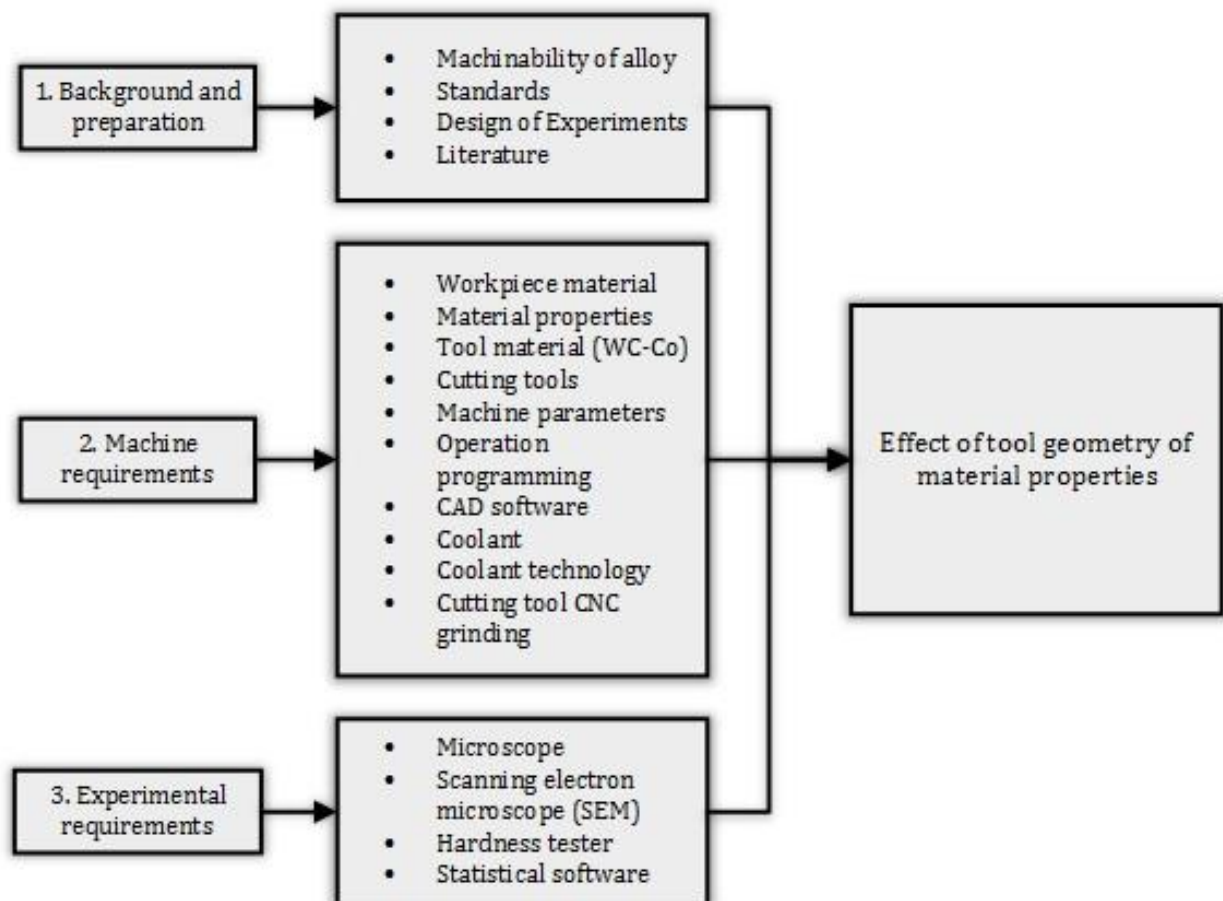 1. Background and
preparation
• Machinability of alloy
• Standards
• Design of Experiments
• Literature
2. Machine
requirements
• Workpiece material
• Material properties
• Tool material (WC-Co)
• Cutting tools
• Machine parameters
• Operation
programming
• CAD software
• Coolant
• Coolant technology
• Cutting tool CNC
grinding
3. Experimental
requirements
• Microscope
• Scanning electron
microscope (SEM)
• Hardness tester
• Statistical software
Effect of tool geometry of
material properties